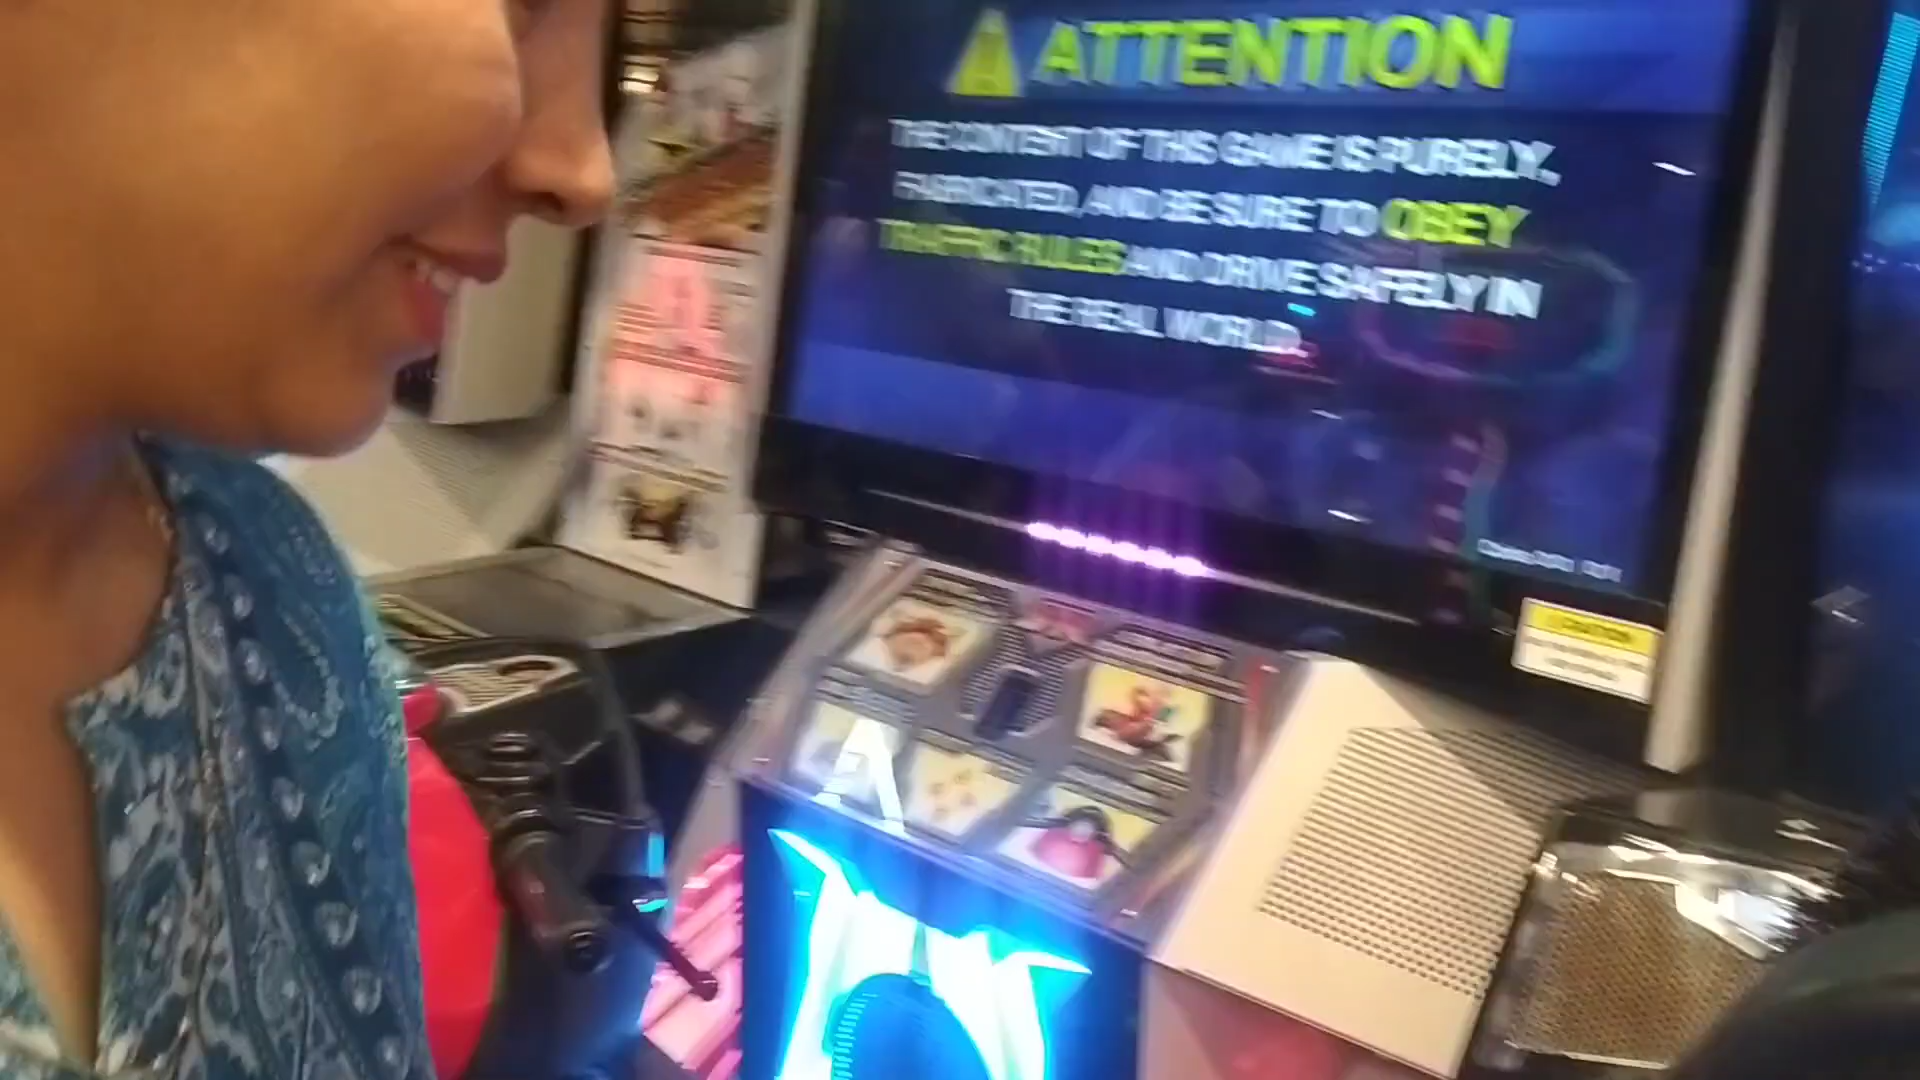 ATTENTION
THE CONTENT OF THIS GAME IS PURELY,
FABRICATED, AND BE SURE TO OBEY
TRAFFIC RULES AND DRIVE SAFELY IN
THE REAL WORLD.
CAUTION